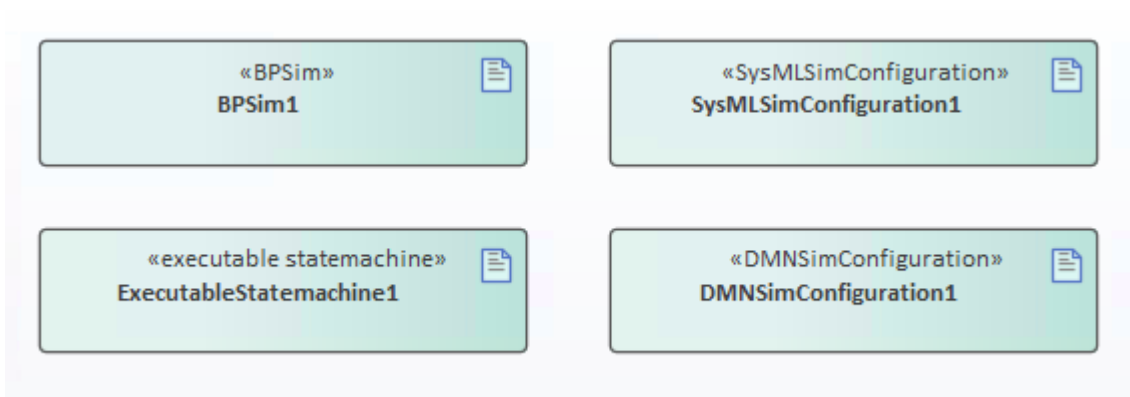 «BPSim»
BPSim1
«SysMLSimConfiguration»
SysMLSimConfiguration1
«executable statemachine»
ExecutableStatemachine1
«DMNSimConfiguration»
DMNSimConfiguration1